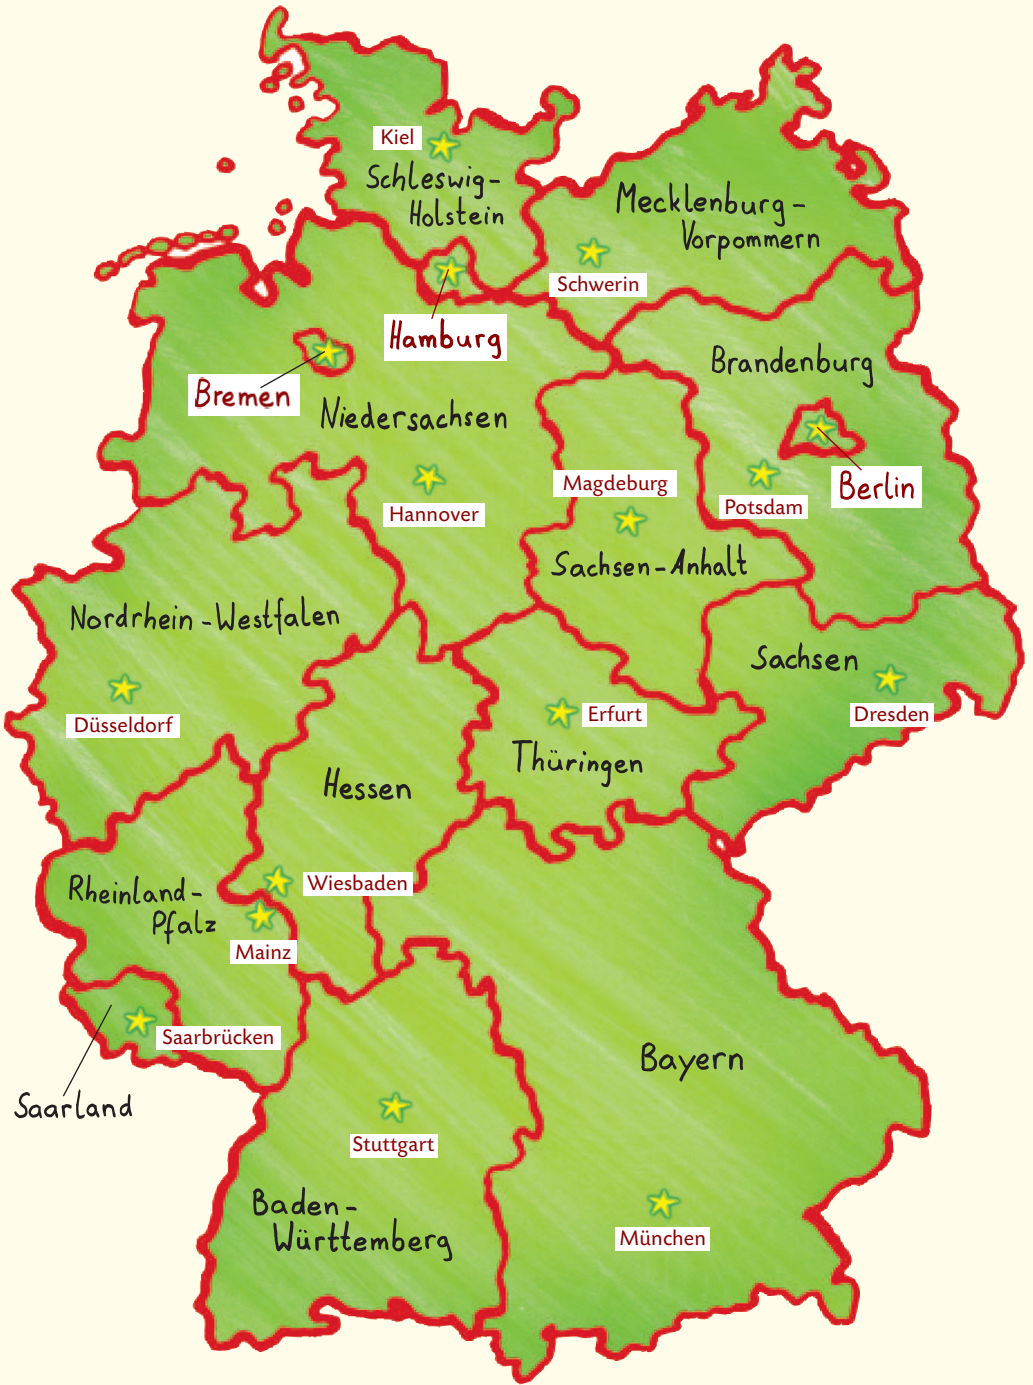 Kiel
Schleswig-
Holstein
Mecklenburg-
Vorpommern
Schwerin
Hamburg
Bremen
Niedersachsen
Hannover
Brandenburg
Berlin
Potsdam
Magdeburg
Sachsen-Anhalt
Nordrhein-Westfalen
Düsseldorf
Sachsen
Dresden
Erfurt
Thüringen
Hessen
Wiesbaden
Rheinland-
Pfalz
Mainz
Saarbrücken
Saarland
Bayern
Stuttgart
Baden-
Württemberg
München